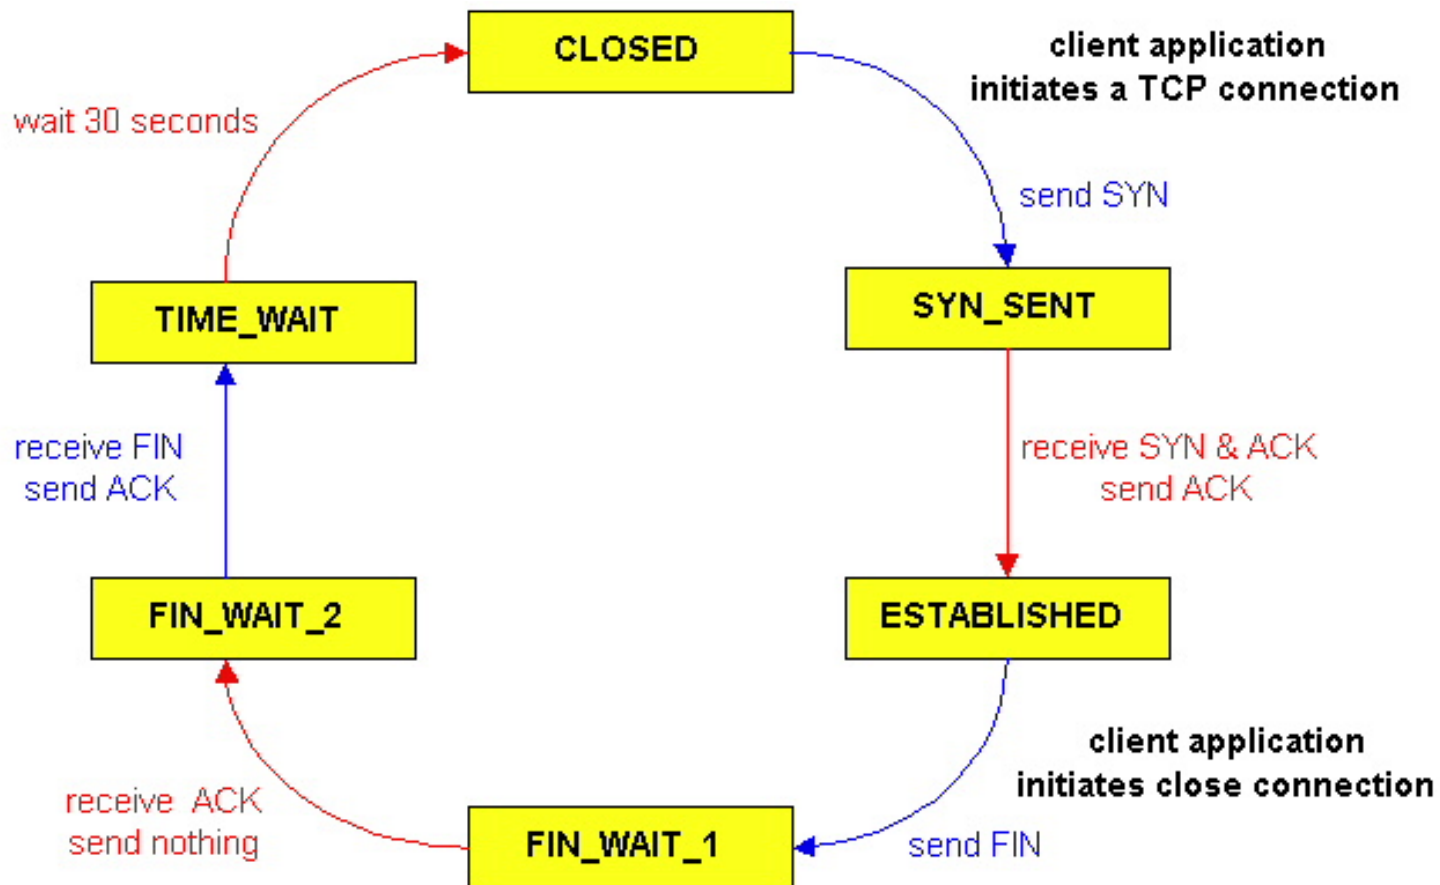 CLOSED
client application
initiates a TCP connection
wait 30 seconds
send SYN
TIME_WAIT
SYN_SENT
receive FIN
send ACK
receive SYN & ACK
send ACK
FIN_WAIT_2
ESTABLISHED
client application
initiates close connection
receive ACK
send nothing
FIN_WAIT_1
send FIN